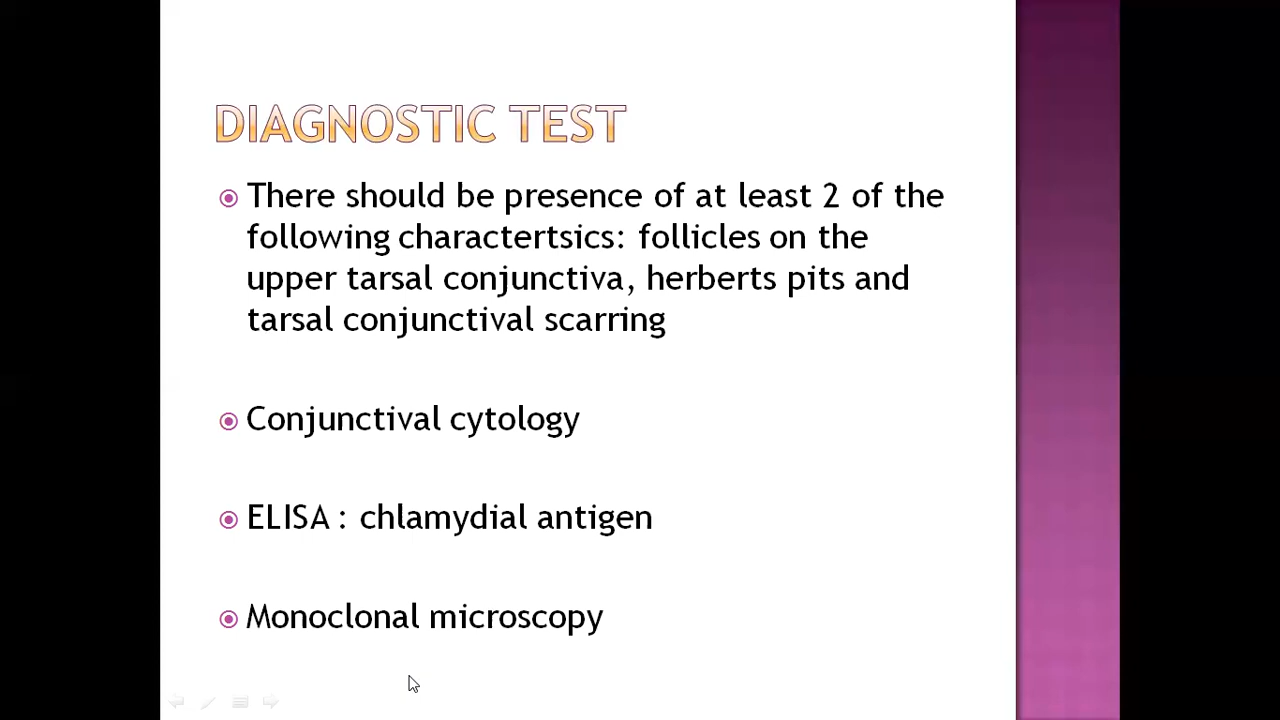 DIAGNOSTIC TEST
There should be presence of at least 2 of the
following charactertsics: follicles on the
upper tarsal conjunctiva, herberts pits and
tarsal conjunctival scarring
Conjunctival cytology
ELISA : chlamydial antigen
Monoclonal microscopy